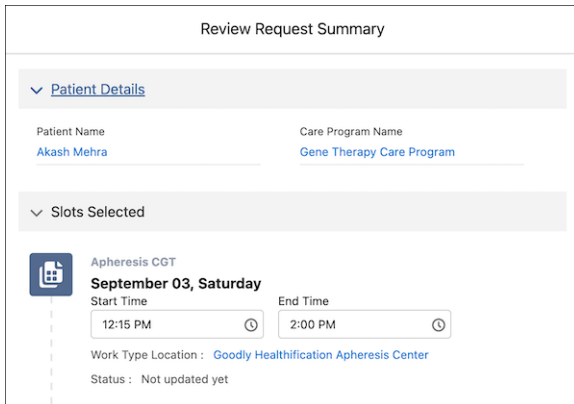 Review Request Summary
Patient Details
Patient Name Care Program Name
Akash Mehra Gene Therapy Care Program
Slots Selected
Apheresis CGT
September 03, Saturday
Start Time End Time
12:15 PM 2:00 PM
Work Type Location : Goodly Healthification Apheresis Center
Status : Not updated yet